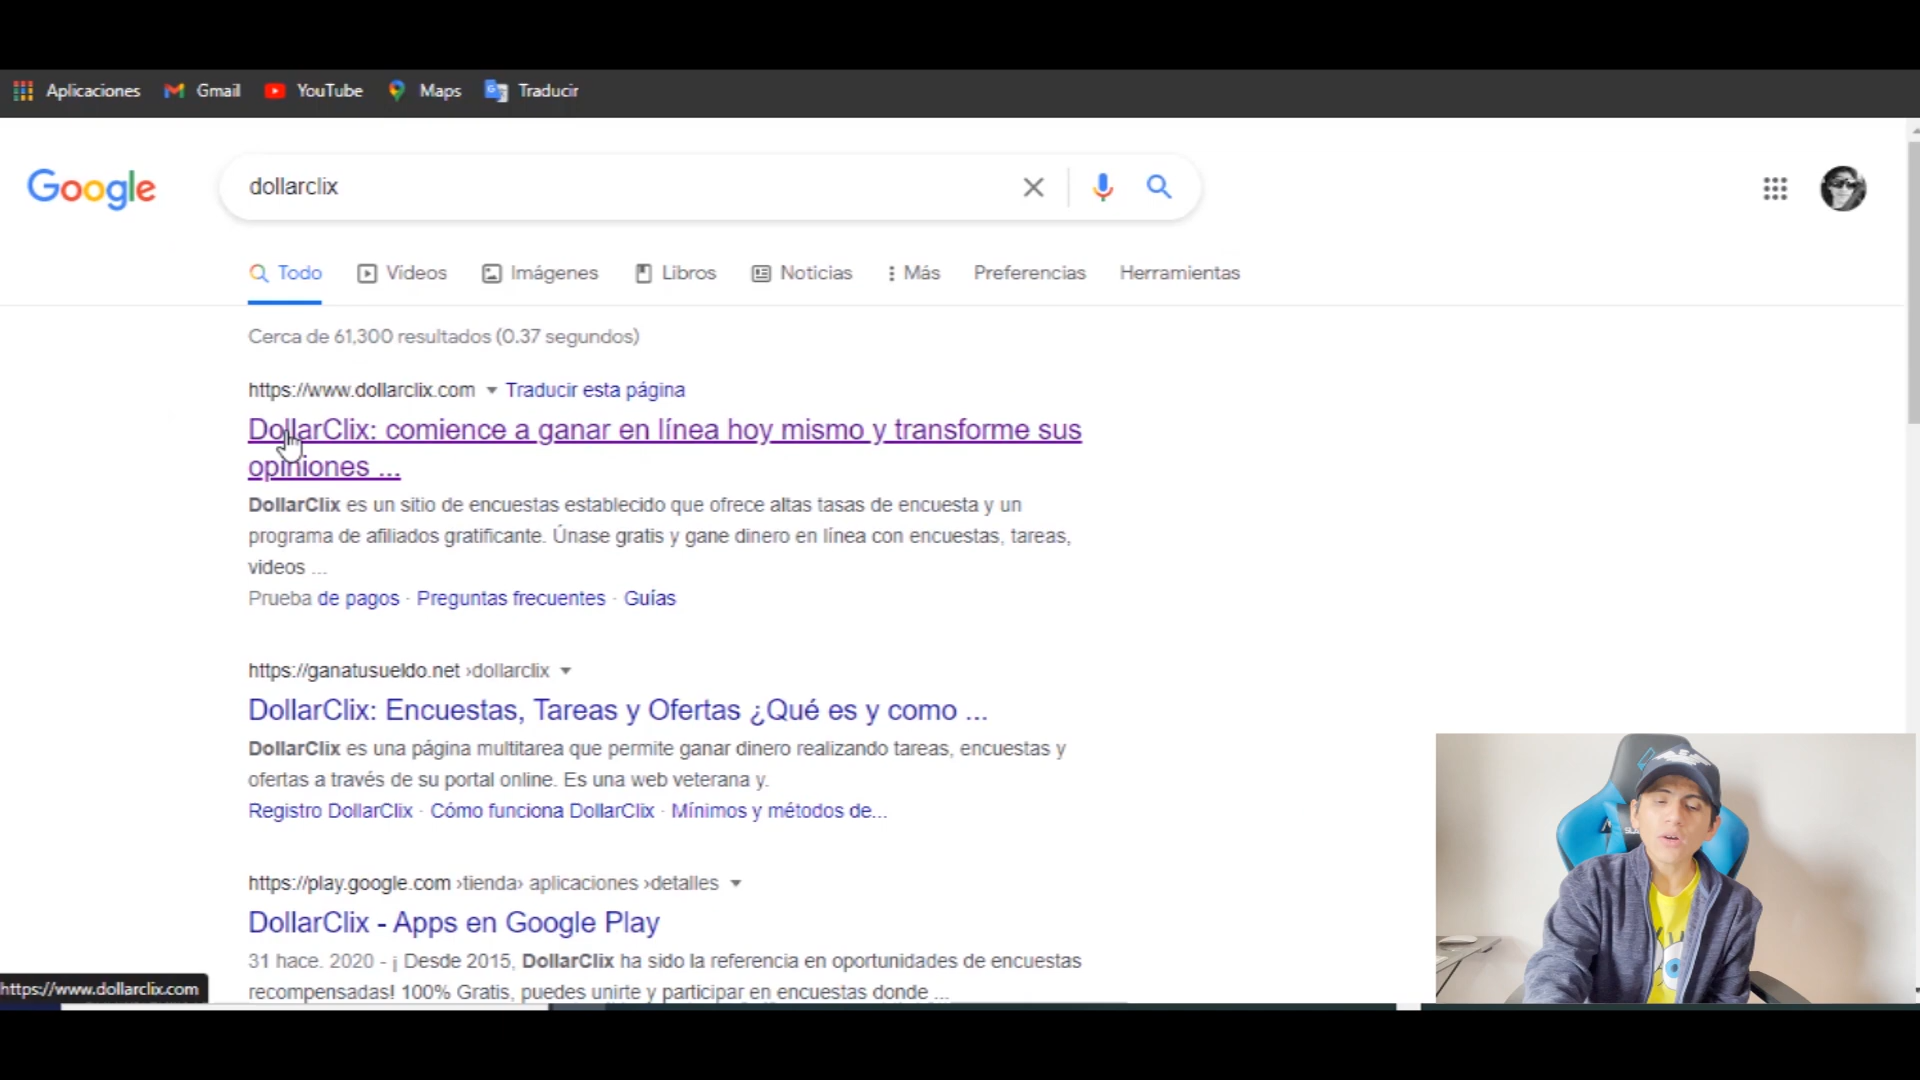 Aplicaciones Gmail YouTube Maps Traducir
Google dollarclix
Todo Videos Imágenes Libros Noticias Más Preferencias Herramientas
Cerca de 61,300 resultados (0.37 segundos)
https://www.dollarclix.com Traducir esta página
DollarClix: comience a ganar en línea hoy mismo y transforme sus
opiniones ...
DollarClix es un sitio de encuestas establecido que ofrece altas tasas de encuesta y un
programa de afiliados gratificante. Únase gratis y gane dinero en línea con encuestas, tareas,
videos ...
Prueba de pagos · Preguntas frecuentes · Guías
https://ganatusueldo.net ›dollarclix
DollarClix: Encuestas, Tareas y Ofertas ¿Qué es y como ...
DollarClix es una página multitarea que permite ganar dinero realizando tareas, encuestas y
ofertas a través de su portal online. Es una web veterana y.
Registro DollarClix · Cómo funciona DollarClix · Mínimos y métodos de...
https://play.google.com ›tienda› aplicaciones ›detalles
DollarClix - Apps en Google Play
31 hace. 2020 - ¡ Desde 2015, DollarClix ha sido la referencia en oportunidades de encuestas
recompensadas! 100% Gratis, puedes unirte y participar en encuestas donde ...
https://www.dollarclix.com